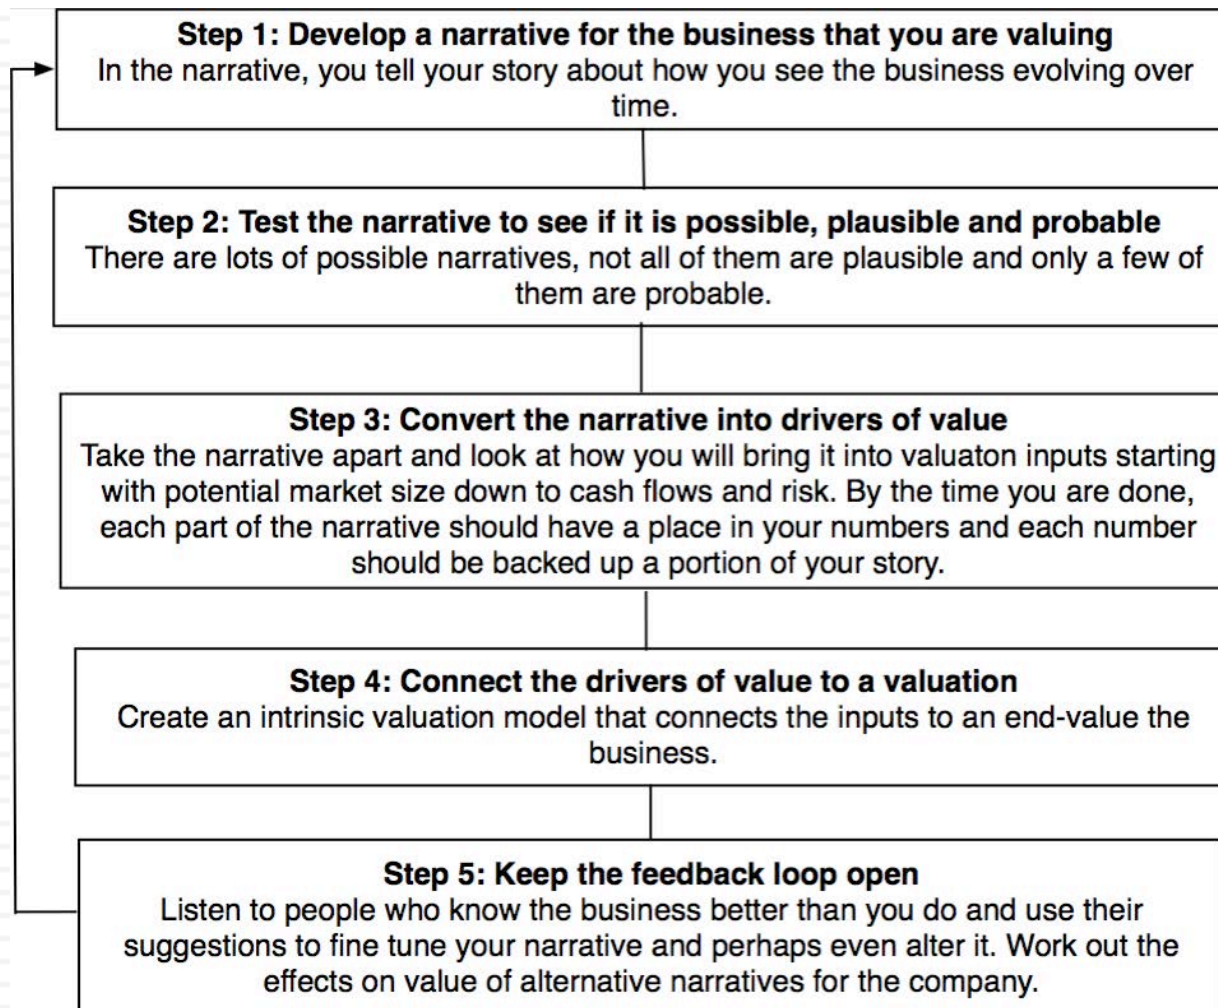 Step 1: Develop a narrative for the business that you are valuing
In the narrative, you tell your story about how you see the business evolving over
time.
Step 2: Test the narrative to see if it is possible, plausible and probable
There are lots of possible narratives, not all of them are plausible and only a few of
them are probable.
Step 3: Convert the narrative into drivers of value
Take the narrative apart and look at how you will bring it into valuaton inputs starting
with potential market size down to cash flows and risk. By the time you are done,
each part of the narrative should have a place in your numbers and each number
should be backed up a portion of your story.
Step 4: Connect the drivers of value to a valuation
Create an intrinsic valuation model that connects the inputs to an end-value the
business.
Step 5: Keep the feedback loop open
Listen to people who know the business better than you do and use their
suggestions to fine tune your narrative and perhaps even alter it. Work out the
effects on value of alternative narratives for the company.